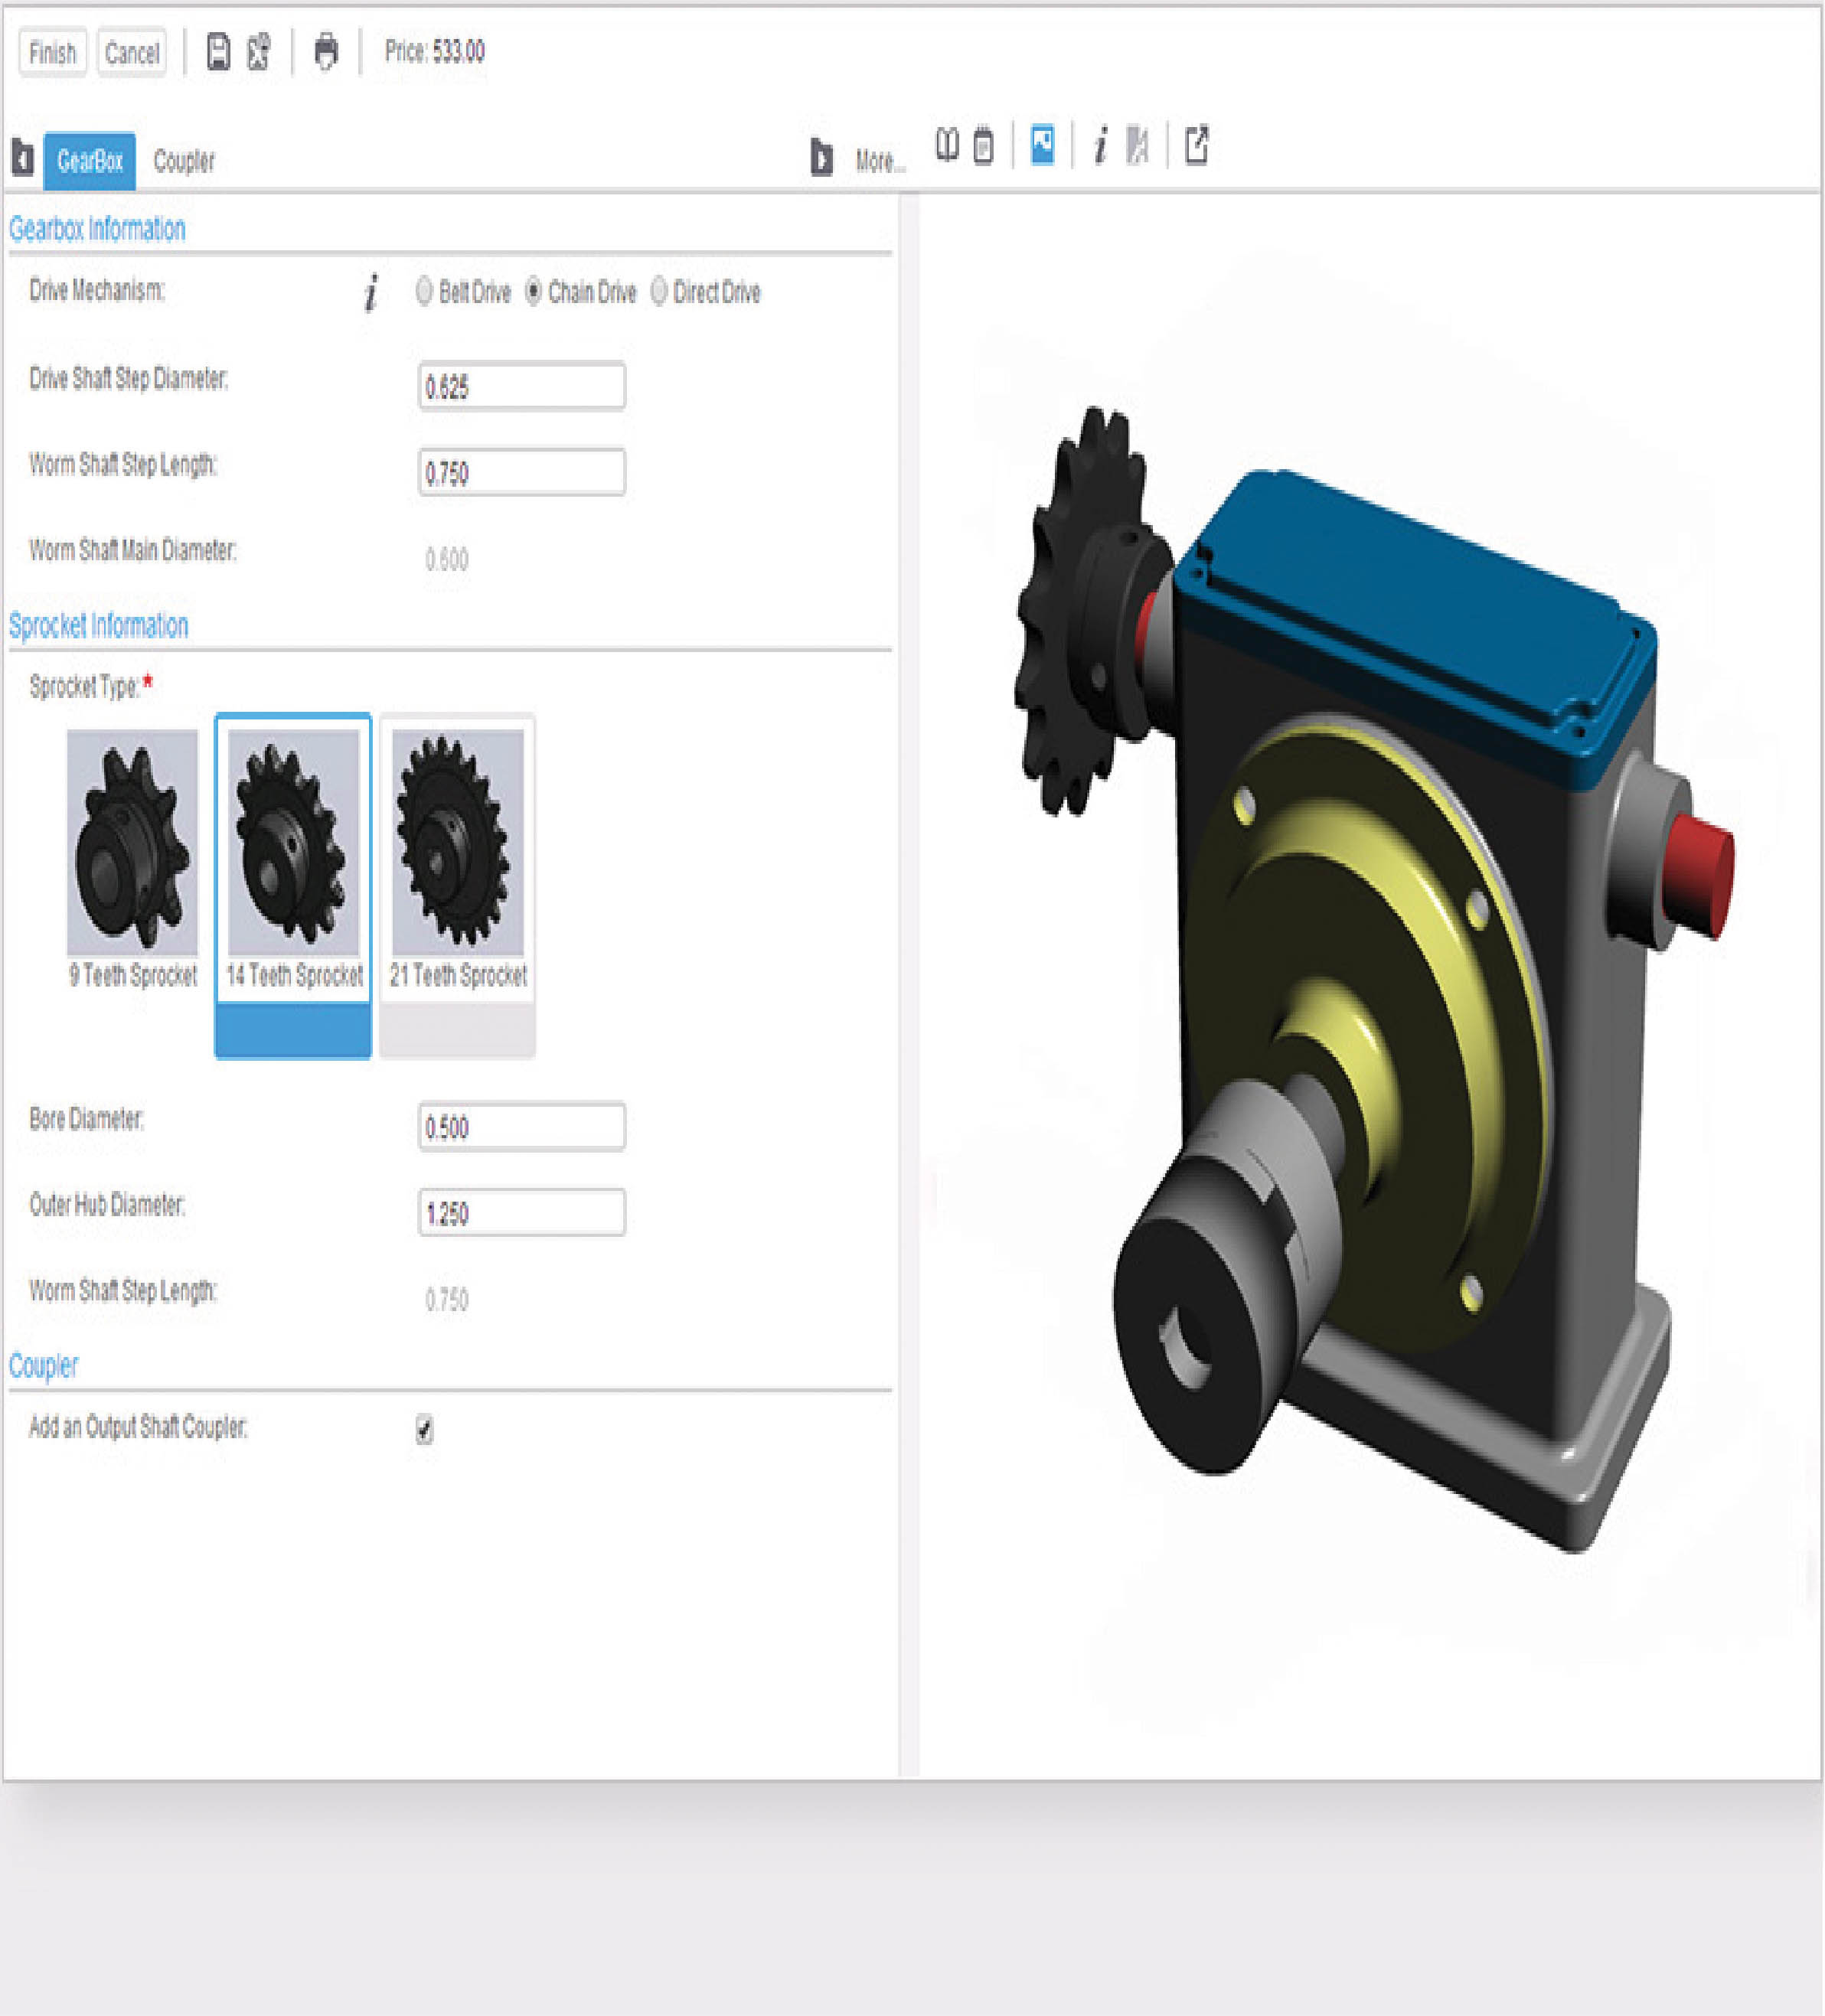 Finish Cancel Price: 533.00
GearBox Coupler More...
Gearbox Information
Drive Mechanism: i Belt Drive Chain Drive Direct Drive
Drive Shaft Step Diameter: 0.625
Worm Shaft Step Length: 0.750
Worm Shaft Main Diameter: 0.600
Sprocket Information
Sprocket Type: *
9 Teeth Sprocket 14 Teeth Sprocket 21 Teeth Sprocket
Bore Diameter: 0.500
Outer Hub Diameter: 1.250
Worm Shaft Step Length: 0.750
Coupler
Add an Output Shaft Coupler: